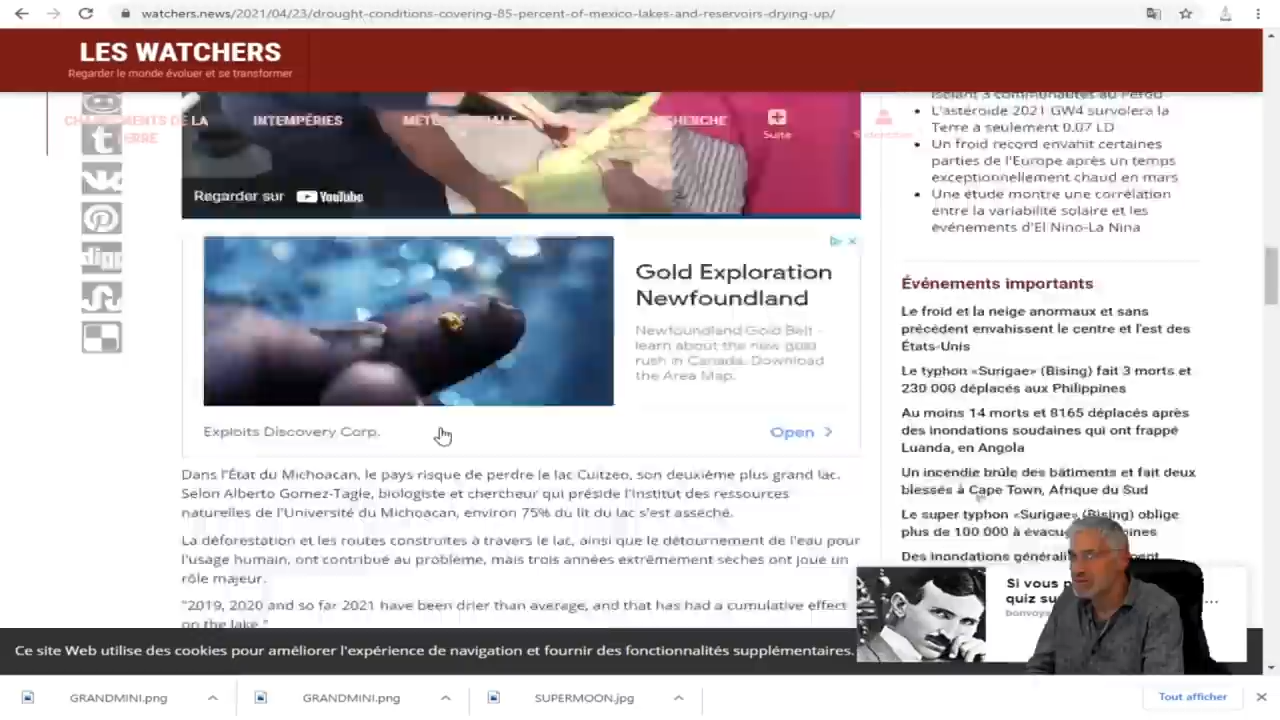 watchers.news/2021/04/23/drought-conditions-covering-85-percent-of-mexico-lakes-and-reservoirs-drying-up/
LES WATCHERS
Regarder le monde évoluer et se transformer
INTEMPÉRIES
Suite
Regarder sur YouTube
digg
Gold Exploration
Newfoundland
Newfoundland Gold Belt -
learn about the new gold
rush in Canada. Download
the Area Map.
Exploits Discovery Corp.
Open
Dans l'État du Michoacan, le pays risque de perdre le lac Cuitzeo, son deuxième plus grand lac.
Selon Alberto Gomez-Tagle, biologiste et chercheur qui préside l'Institut des ressources
naturelles de l'Université du Michoacan, environ 75% du lit du lac s'est asséché.
La déforestation et les routes construites à travers le lac, ainsi que le détournement de l'eau pour
l'usage humain, ont contribué au problème, mais trois années extrêmement sèches ont joué un
rôle majeur.
"2019, 2020 and so far 2021 have been drier than average, and that has had a cumulative effect
on the lake."
L'astéroïde 2021 GW4 survolera la
Terre à seulement 0.07 LD
Un froid record envahit certaines
parties de l'Europe après un temps
exceptionnellement chaud en mars
Une étude montre une corrélation
entre la variabilité solaire et les
événements d'El Nino-La Nina
Événements importants
Le froid et la neige anormaux et sans
précédent envahissent le centre et l'est des
États-Unis
Le typhon «Surigae» (Bising) fait 3 morts et
230 000 déplacés aux Philippines
Au moins 14 morts et 8165 déplacés après
des inondations soudaines qui ont frappé
Luanda, en Angola
Un incendie brûle des bâtiments et fait deux
blessés à Cape Town, Afrique du Sud
Le super typhon «Surigae» (Bising) oblige
plus de 100 000 à
Des inondations
Si vous
quiz
Ce site Web utilise des cookies pour améliorer l'expérience de navigation et fournir des fonctionnalités supplémentaires.
GRANDMINI.png
GRANDMINI.png
SUPERMOON.jpg
Tout afficher